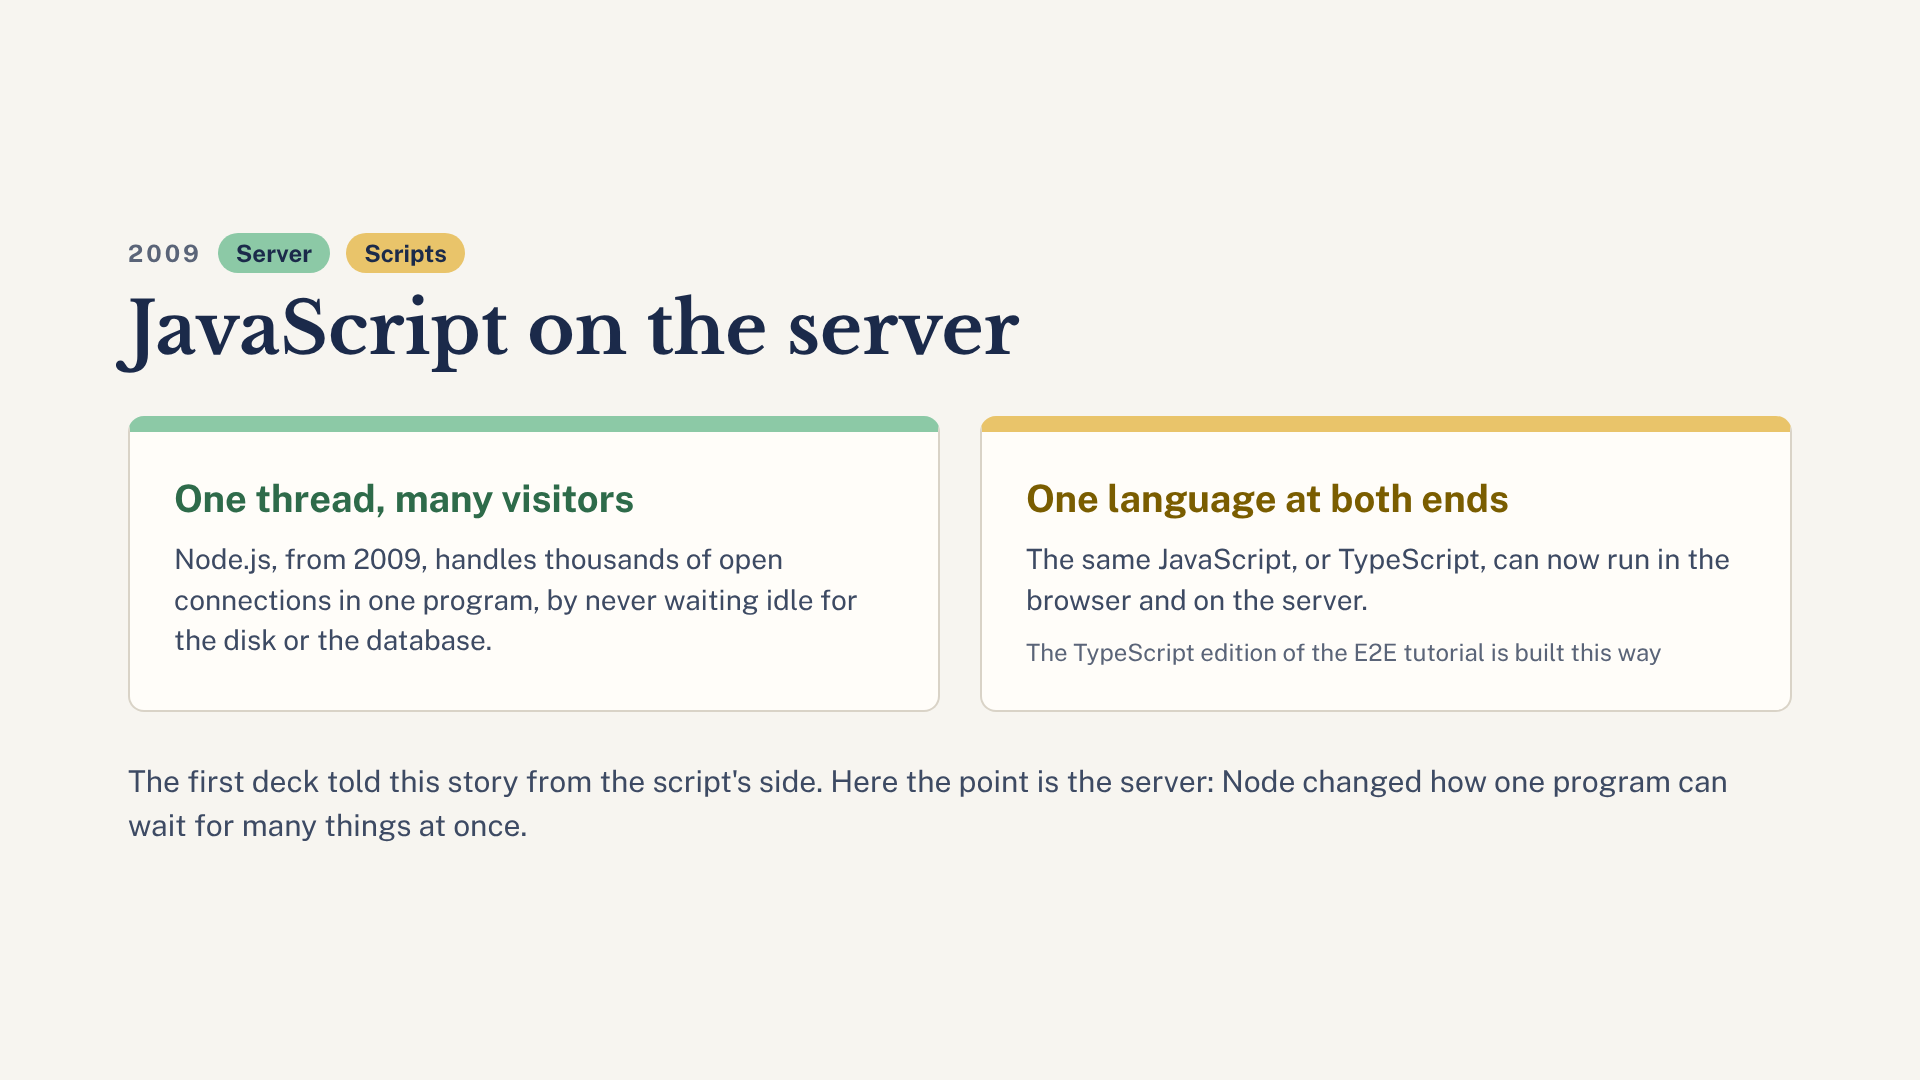 2009 Server Scripts
JavaScript on the server
One thread, many visitors
Node.js, from 2009, handles thousands of open
connections in one program, by never waiting idle for
the disk or the database.
One language at both ends
The same JavaScript, or TypeScript, can now run in the
browser and on the server.
The TypeScript edition of the E2E tutorial is built this way
The first deck told this story from the script's side. Here the point is the server: Node changed how one program can
wait for many things at once.